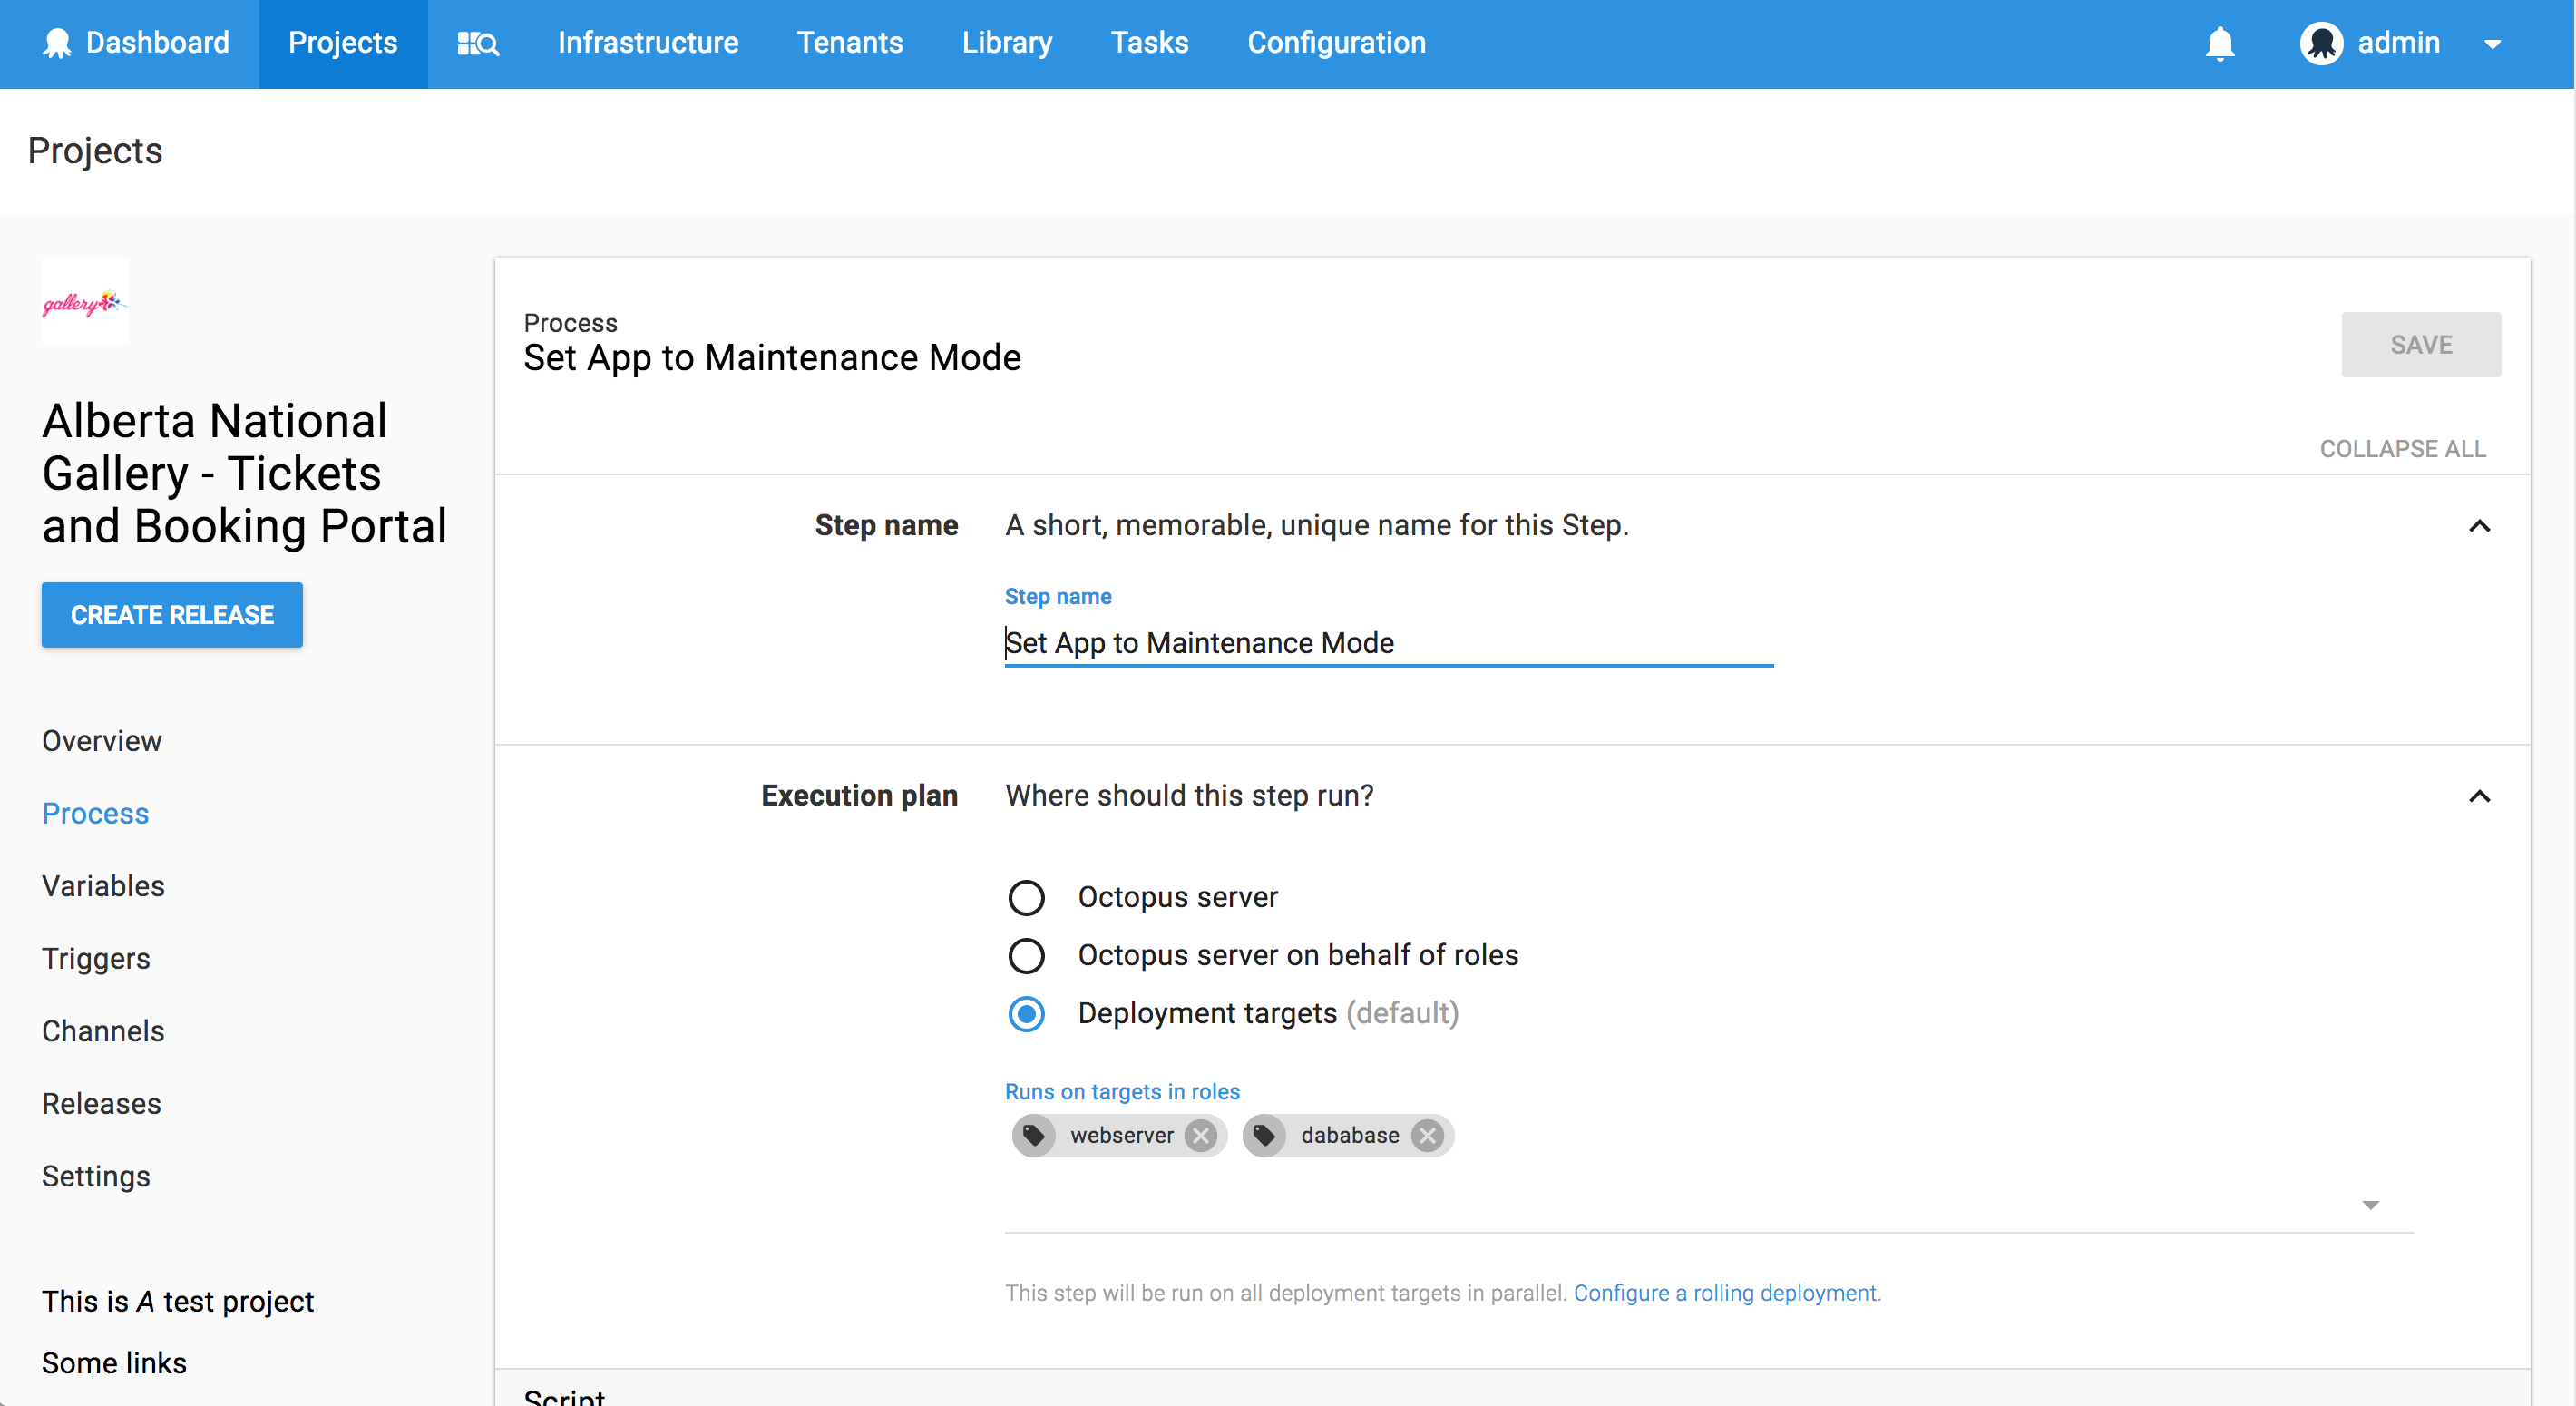 Dashboard Projects Infrastructure Tenants Library Tasks Configuration admin
Projects
gallery
Alberta National
Gallery - Tickets
and Booking Portal
CREATE RELEASE
Overview
Process
Variables
Triggers
Channels
Releases
Settings
This is A test project
Some links
Process
Set App to Maintenance Mode
SAVE
COLLAPSE ALL
Step name A short, memorable, unique name for this Step.
Step name
Set App to Maintenance Mode
Execution plan Where should this step run?
Octopus server
Octopus server on behalf of roles
Deployment targets (default)
Runs on targets in roles
webserver dababase
This step will be run on all deployment targets in parallel. Configure a rolling deployment.
Script